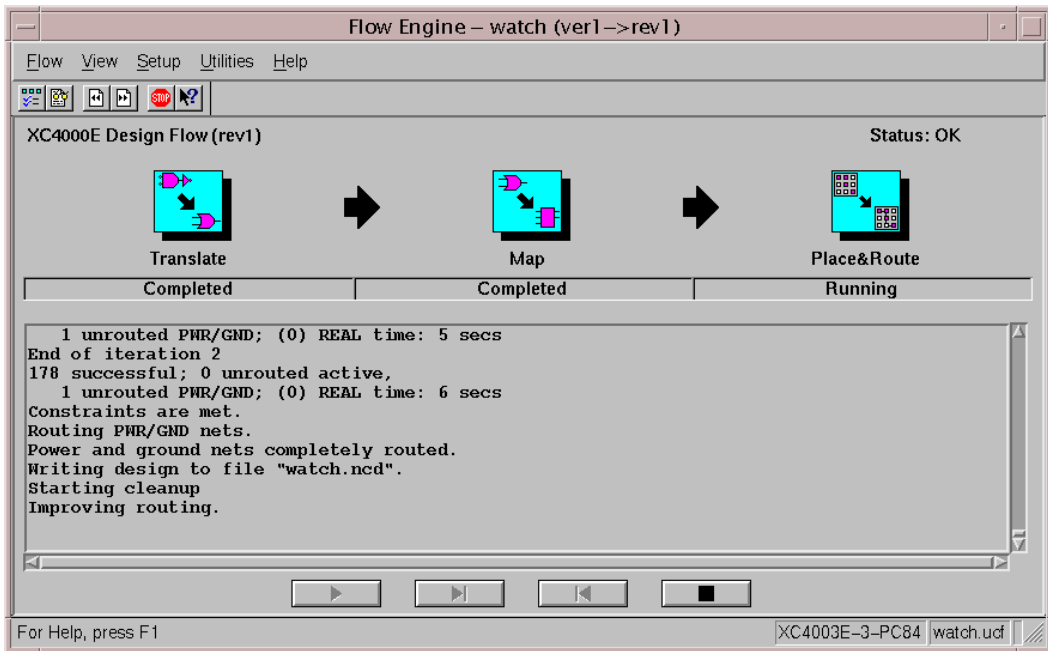 Flow Engine – watch (ver1–>rev1)
Flow View Setup Utilities Help
STOP
XC4000E Design Flow (rev1) Status: OK
Translate Map Place&Route
Completed Completed Running
1 unrouted PWR/GND; (0) REAL time: 5 secs
End of iteration 2
178 successful; 0 unrouted active,
1 unrouted PWR/GND; (0) REAL time: 6 secs
Constraints are met.
Routing PWR/GND nets.
Power and ground nets completely routed.
Writing design to file "watch.ncd".
Starting cleanup
Improving routing.
For Help, press F1 XC4003E–3–PC84 watch.ucf